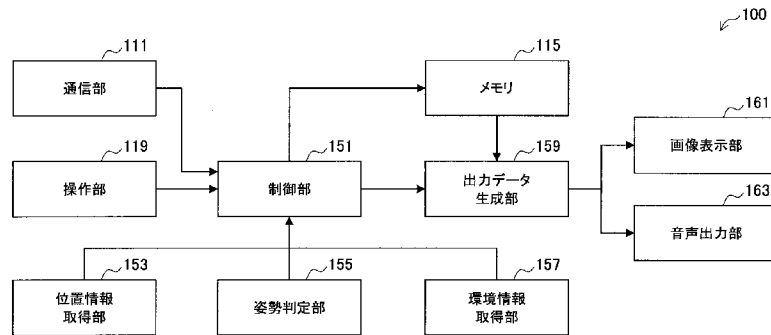 100
111
通信部
115
メモリ
161
画像表示部
119
操作部
151
制御部
159
出力データ
生成部
163
音声出力部
153
位置情報
取得部
155
姿勢判定部
157
環境情報
取得部